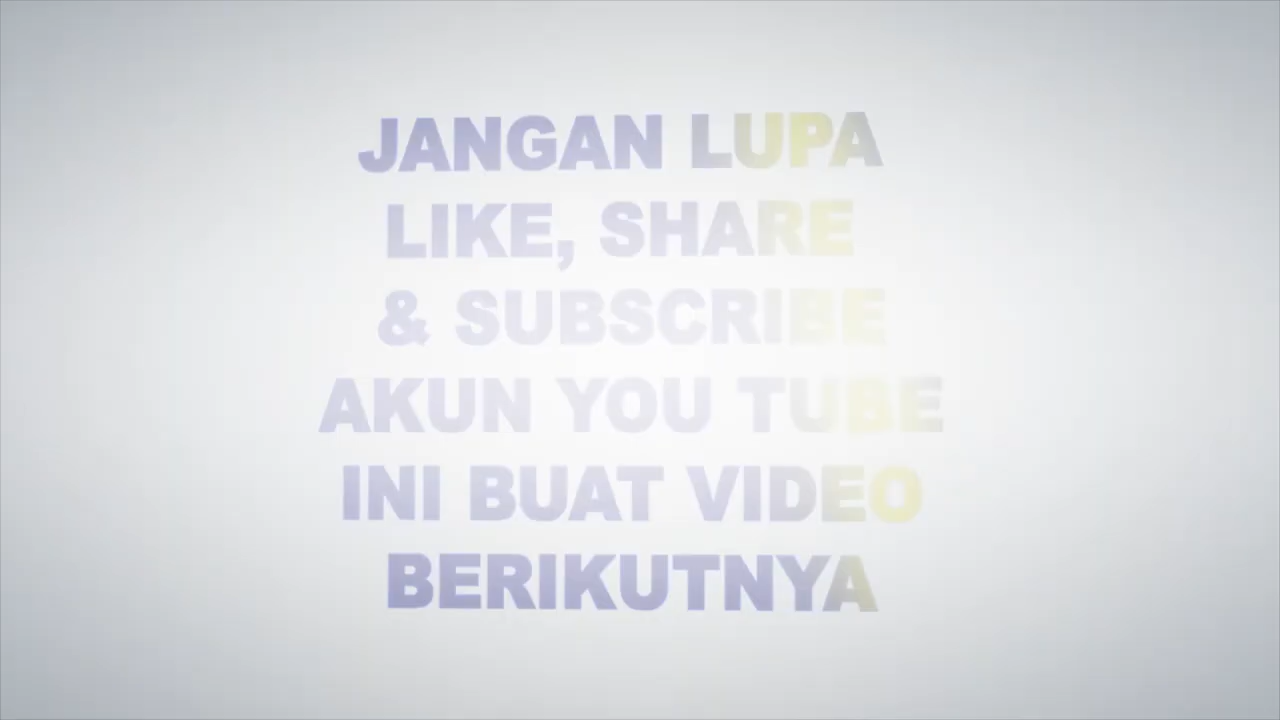 JANGAN LUPA
LIKE, SHARE
& SUBSCRIBE
AKUN YOU TUBE
INI BUAT VIDEO
BERIKUTNYA